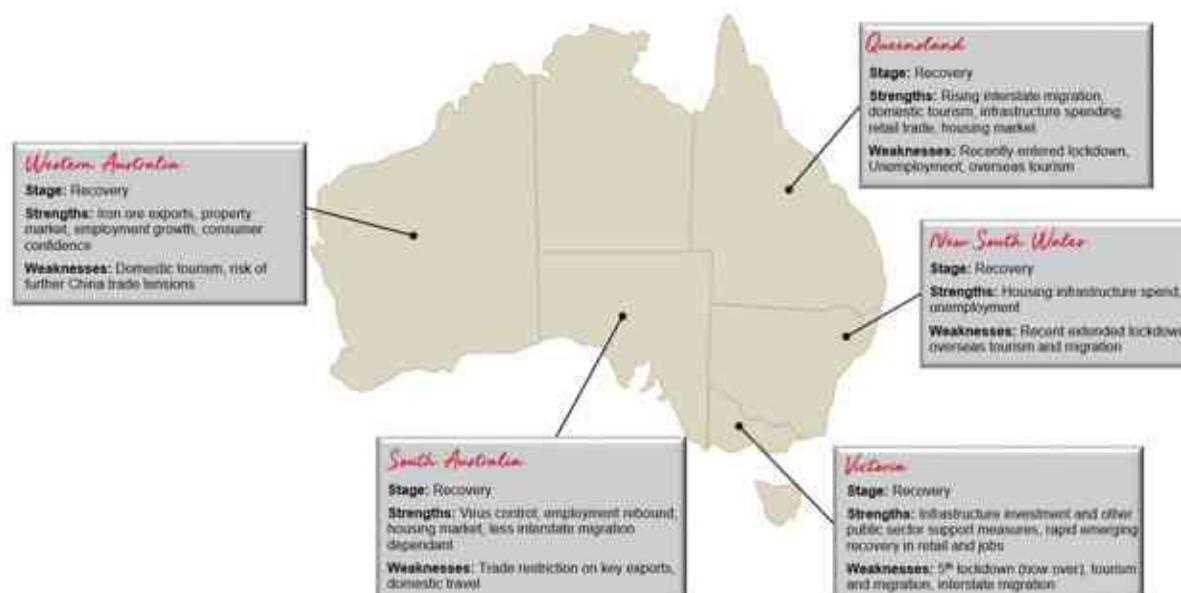 Queensland
Stage: Recovery
Strengths: Rising interstate migration,
domestic tourism, infrastructure spending,
retail trade, housing market
Weaknesses: Recently entered lockdown,
Unemployment, overseas tourism
Western Australia
Stage: Recovery
Strengths: Iron ore exports, property
market, employment growth, consumer
confidence
Weaknesses: Domestic tourism, risk of
further China trade tensions
New South Wales
Stage: Recovery
Strengths: Housing infrastructure spend,
unemployment
Weaknesses: Recent extended lockdown
overseas tourism and migration
South Australia
Stage: Recovery
Strengths: Virus control, employment rebound,
housing market, less interstate migration
dependant
Weaknesses: Trade restriction on key exports,
domestic travel
Victoria
Stage: Recovery
Strengths: Infrastructure investment and other
public sector support measures, rapid emerging
recovery in retail and jobs
Weaknesses: 5th lockdown (now over), tourism
and migration, interstate migration